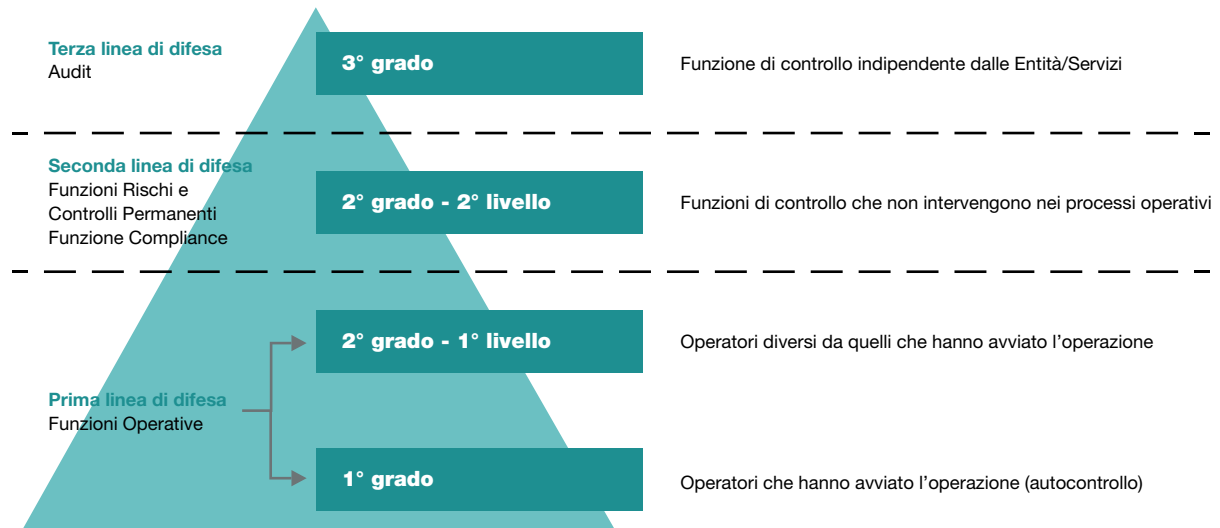 Terza linea di difesa
Audit
3° grado
Funzione di controllo indipendente dalle Entità/Servizi
Seconda linea di difesa
Funzioni Rischi e
Controlli Permanenti
Funzione Compliance
2° grado - 2° livello
Funzioni di controllo che non intervengono nei processi operativi
2° grado - 1° livello
Operatori diversi da quelli che hanno avviato l’operazione
Prima linea di difesa
Funzioni Operative
1° grado
Operatori che hanno avviato l’operazione (autocontrollo)